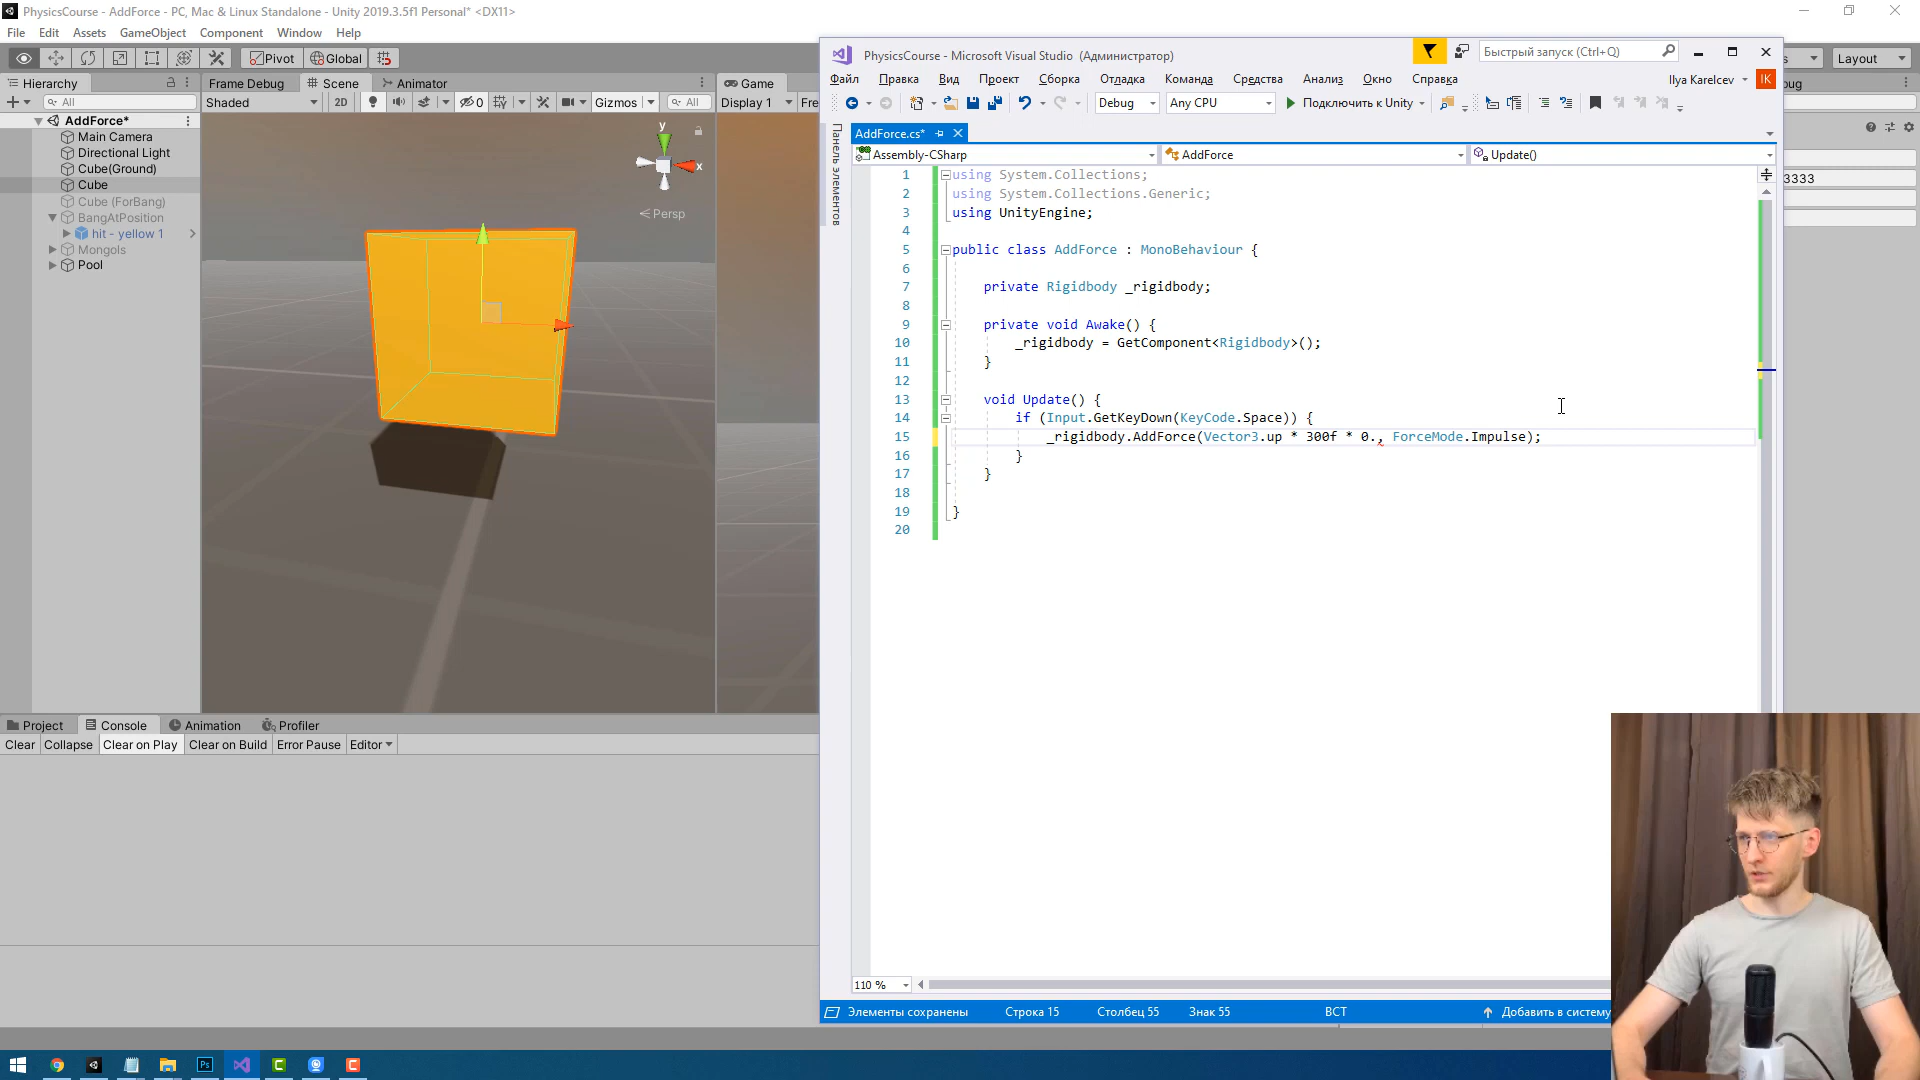 PhysicsCourse - AddForce - PC, Mac & Linux Standalone - Unity 2019.3.5f1 Personal* <DX11>
File Edit Assets GameObject Component Window Help
Pivot Global Layout
Hierarchy
All
AddForce*
Main Camera
Directional Light
Cube(Ground)
Cube
Cube (ForBang)
BangAtPosition
hit - yellow 1
Mongols
Pool
Frame Debug Scene Animator
Shaded 2D 0 Gizmos All
y
x
Persp
Game
Display 1 Fre
Project Console Animation Profiler
Clear Collapse Clear on Play Clear on Build Error Pause Editor
PhysicsCourse - Microsoft Visual Studio (Администратор)
Быстрый запуск (Ctrl+Q)
Файл Правка Вид Проект Сборка Отладка Команда Средства Анализ Окно Справка
Ilya Karelcev IK
Debug Any CPU Подключить к Unity
Панель элементов
AddForce.cs*
Assembly-CSharp AddForce Update()
1 using System.Collections;
2 using System.Collections.Generic;
3 using UnityEngine;
4
5 public class AddForce : MonoBehaviour {
6
7 private Rigidbody _rigidbody;
8
9 private void Awake() {
10 _rigidbody = GetComponent<Rigidbody>();
11 }
12
13 void Update() {
14 if (Input.GetKeyDown(KeyCode.Space)) {
15 _rigidbody.AddForce(Vector3.up * 300f * 0., ForceMode.Impulse);
16 }
17 }
18
19 }
20
110 %
Элементы сохранены Строка 15 Столбец 55 Знак 55 ВСТ Добавить в систему
3333